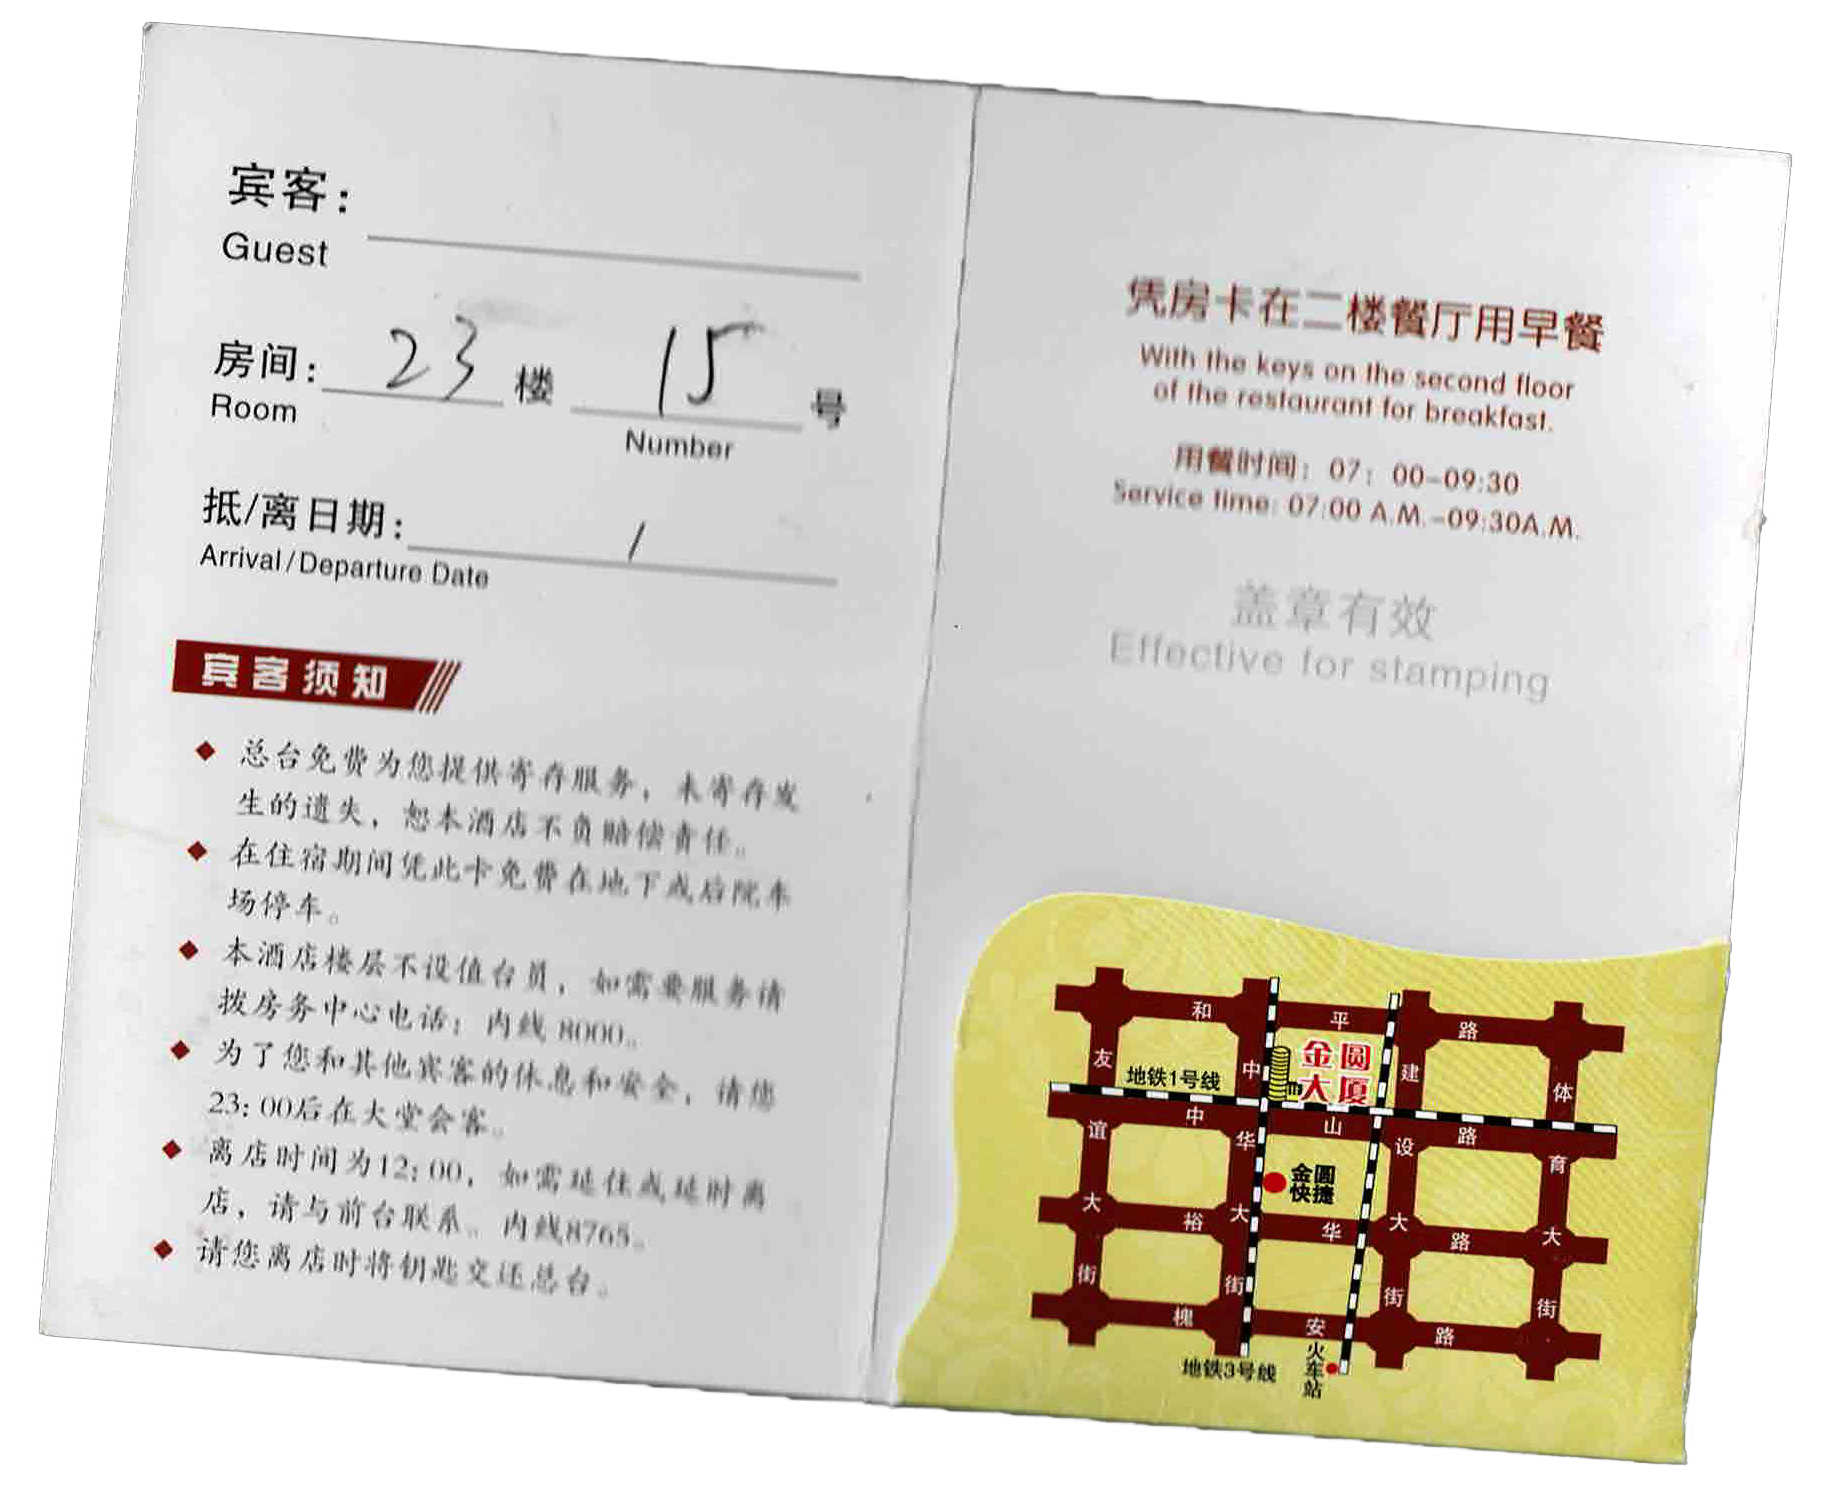 宾客：
Guest
房间： 23 楼 15 号
Room
Number
抵/离日期： /
Arrival/Departure Date
宾客须知
总台免费为您提供寄存服务，未寄存发
生的遗失，恕本酒店不负赔偿责任。
在住宿期间凭此卡免费在地下或后院车
场停车。
本酒店楼层不设值台员，如需要服务请
拨房务中心电话：内线 8000。
为了您和其他宾客的休息和安全，请您
23：00后在大堂会客。
离店时间为12：00，如需延住或延时离
店，请与前台联系。内线8765。
请您离店时将钥匙交还总台。
凭房卡在二楼餐厅用早餐
With the keys on the second floor
of the restaurant for breakfast.
用餐时间：07：00-09:30
Service time: 07:00 A.M.-09:30A.M.
盖章有效
Effective for stamping
和平路
金圆
大厦
地铁1号线
中山路
金圆
快捷
裕华路
槐安路
友谊大街
中华大街
建设大街
体育大街
地铁3号线
火车站